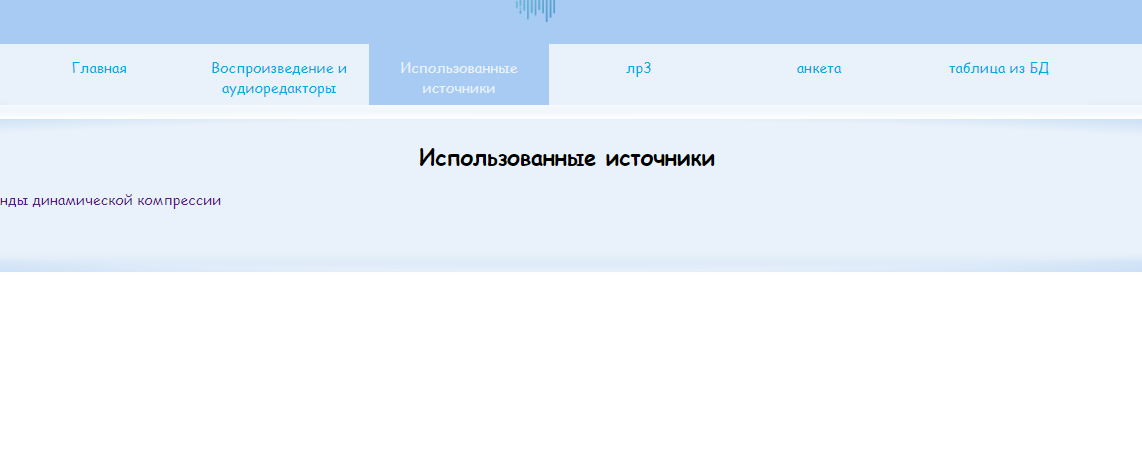 Главная
Воспроизведение и
аудиоредакторы
Использованные
источники
лр3
анкета
таблица из БД
Использованные источники
нды динамической компрессии